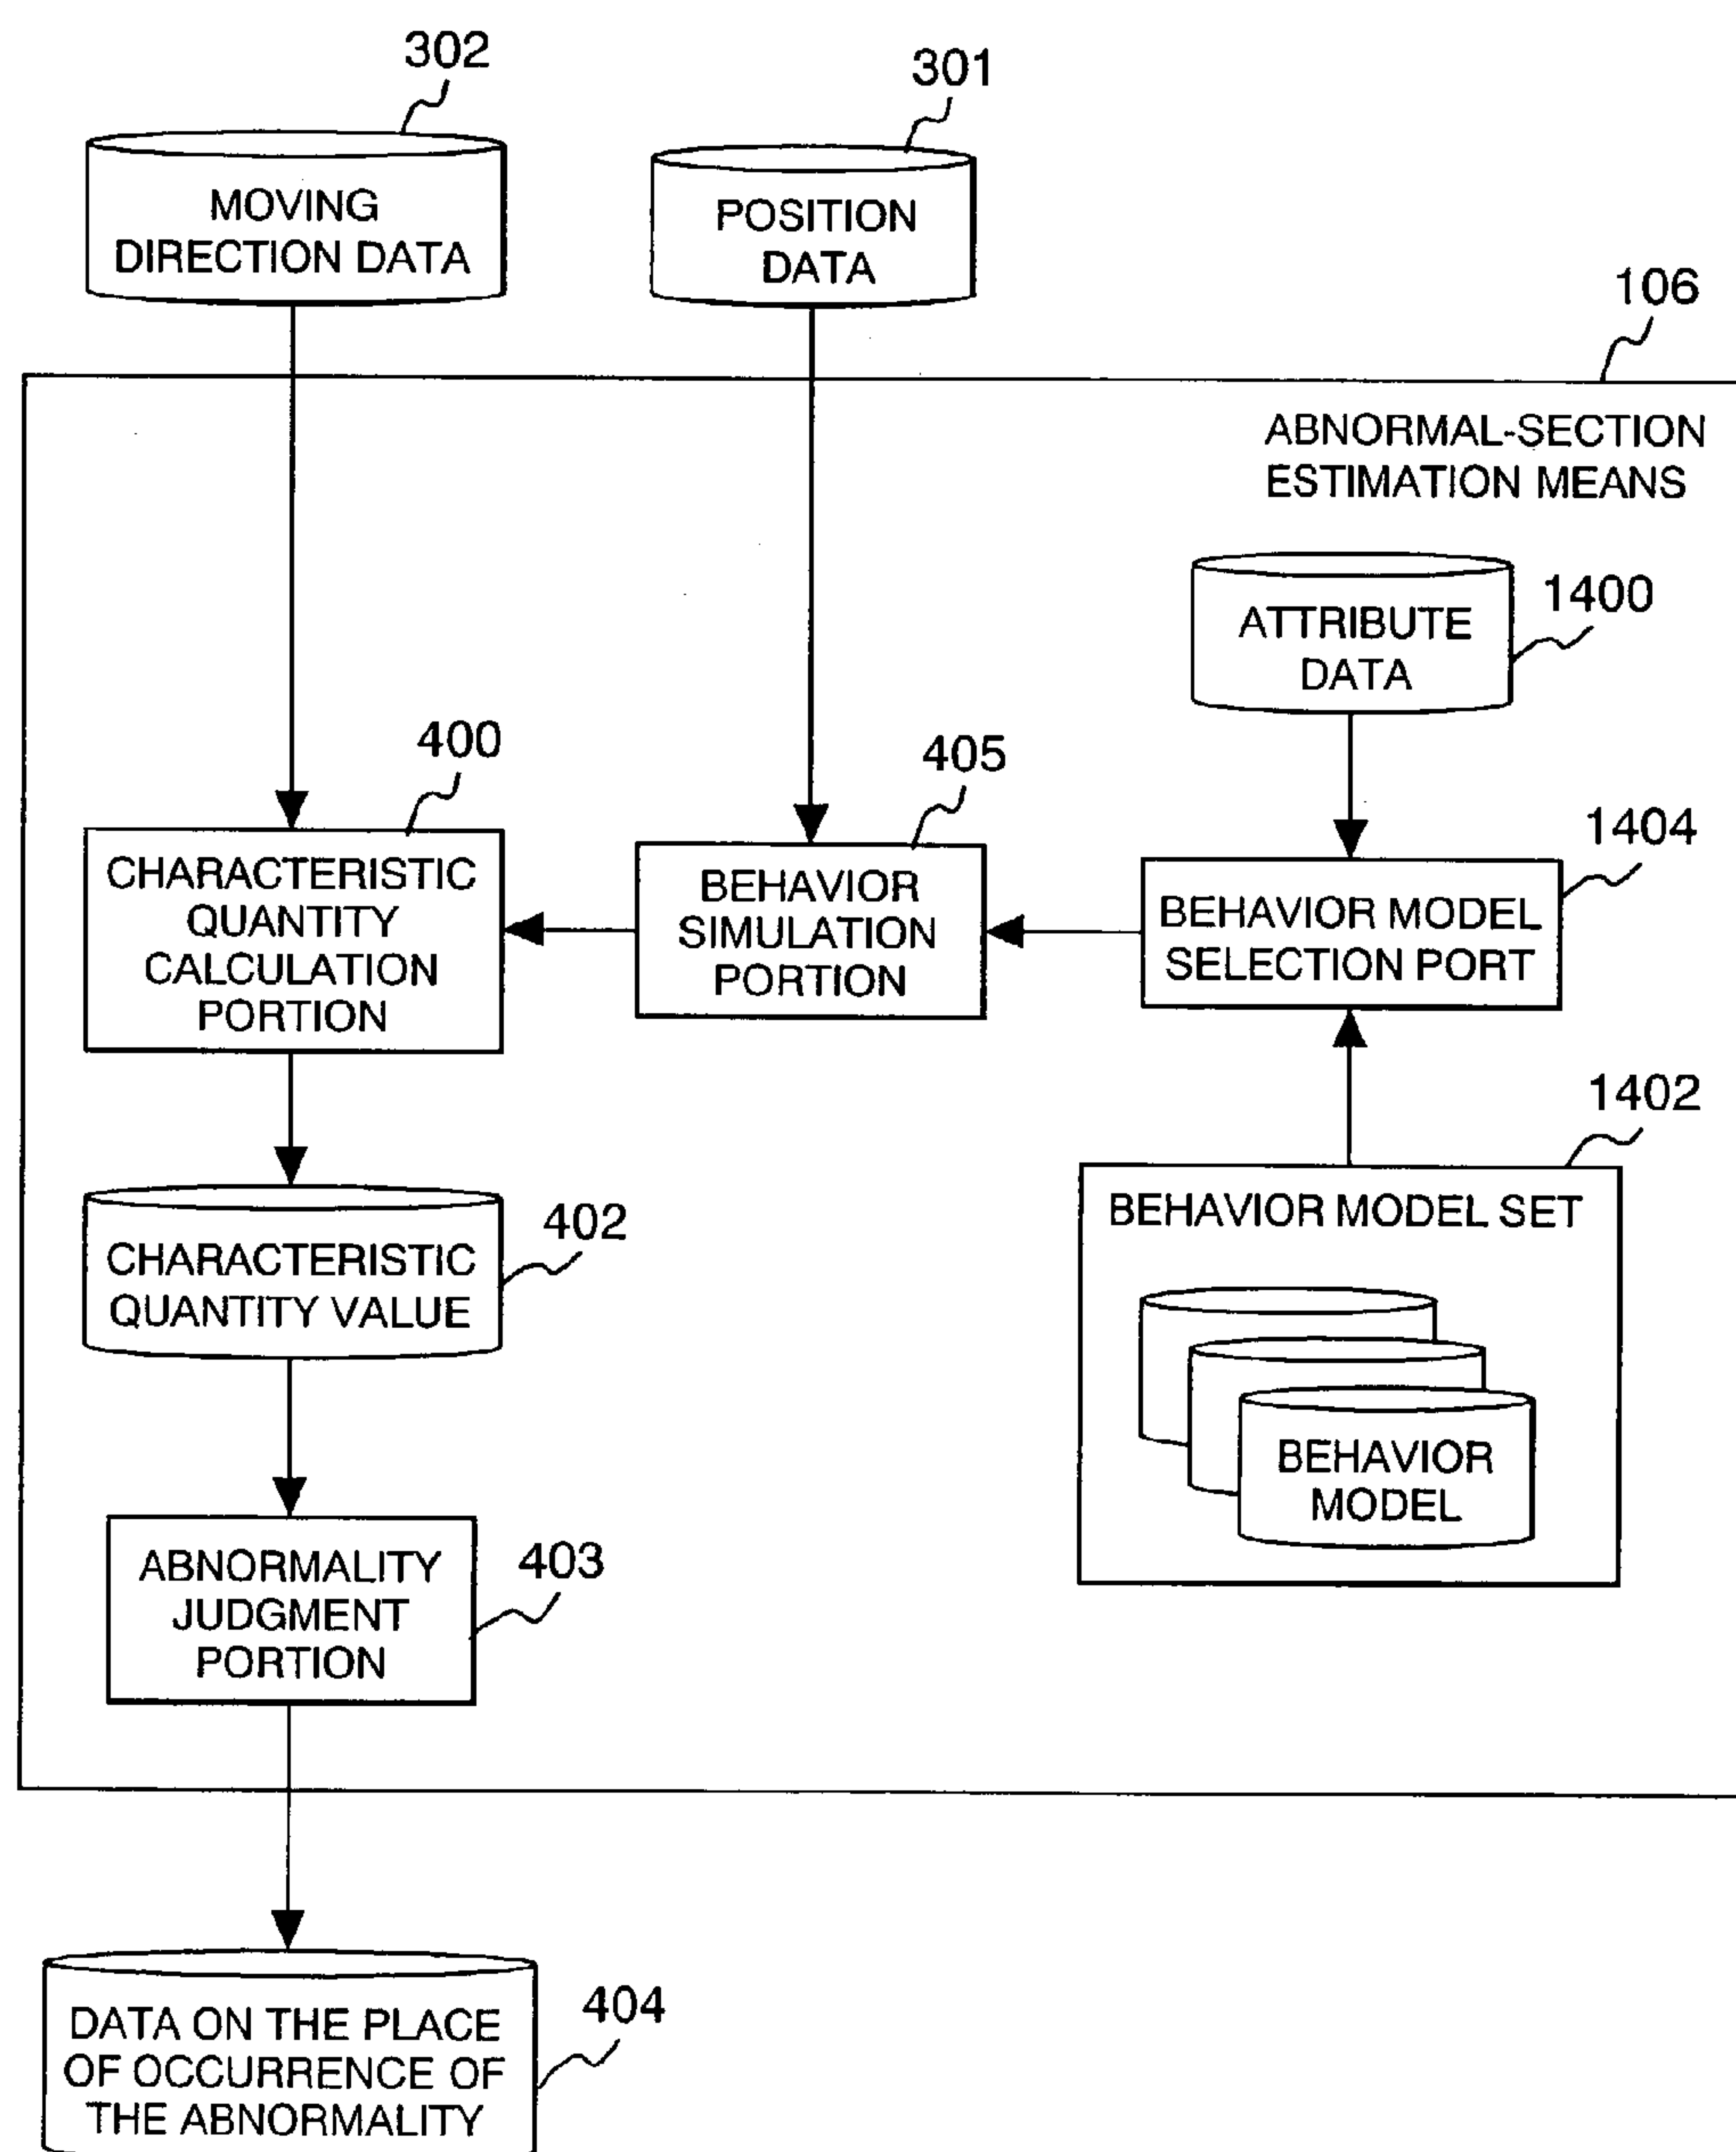 302
301
MOVING
DIRECTION DATA
POSITION
DATA
106
ABNORMAL-SECTION
ESTIMATION MEANS
ATTRIBUTE
DATA
1400
400
405
1404
CHARACTERISTIC
QUANTITY
CALCULATION
PORTION
BEHAVIOR
SIMULATION
PORTION
BEHAVIOR MODEL
SELECTION PORT
1402
402
BEHAVIOR MODEL SET
CHARACTERISTIC
QUANTITY VALUE
BEHAVIOR
MODEL
ABNORMALITY
JUDGMENT
PORTION
403
DATA ON THE PLACE
OF OCCURRENCE OF
THE ABNORMALITY
404